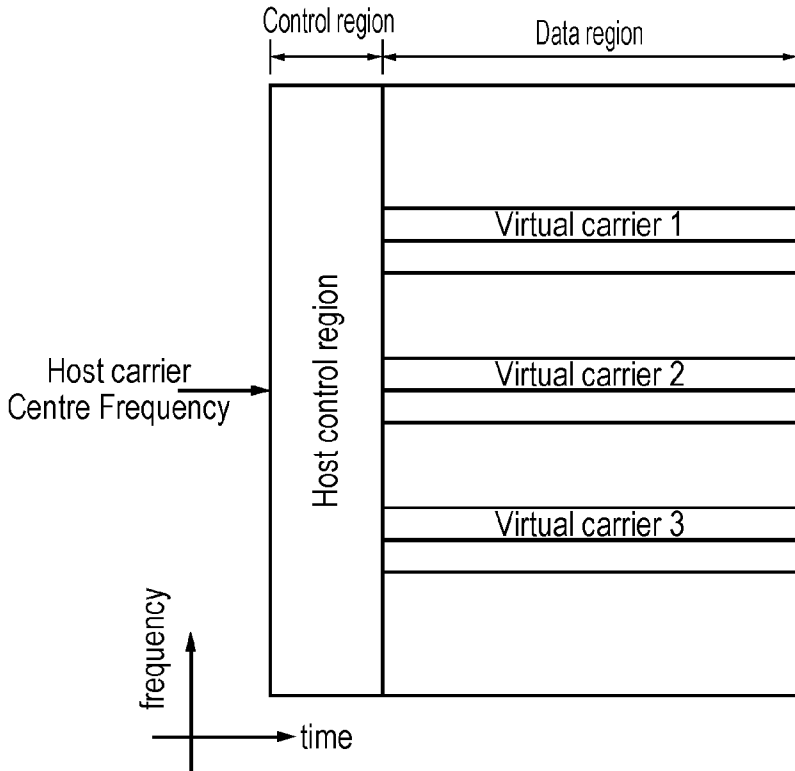 Control region
Data region
Virtual carrier 1
Host control region
Host carrier
Centre Frequency
Virtual carrier 2
Virtual carrier 3
frequency
time